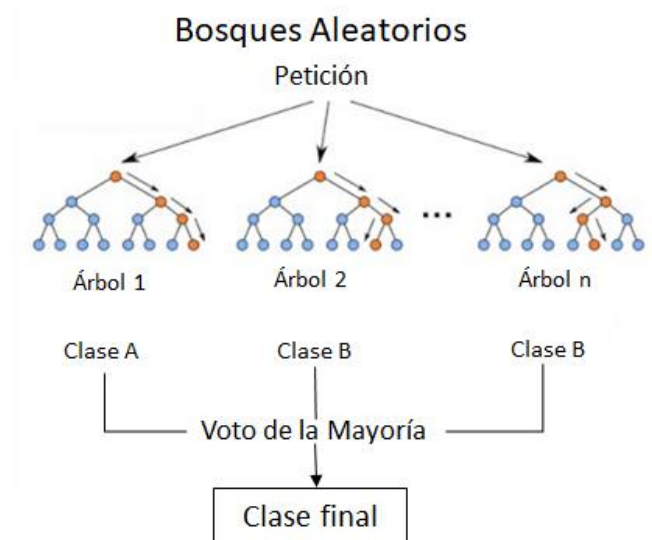 Bosques Aleatorios
Petición
...
Árbol 1
Árbol 2
Árbol n
Clase A
Clase B
Clase B
Voto de la Mayoría
Clase final